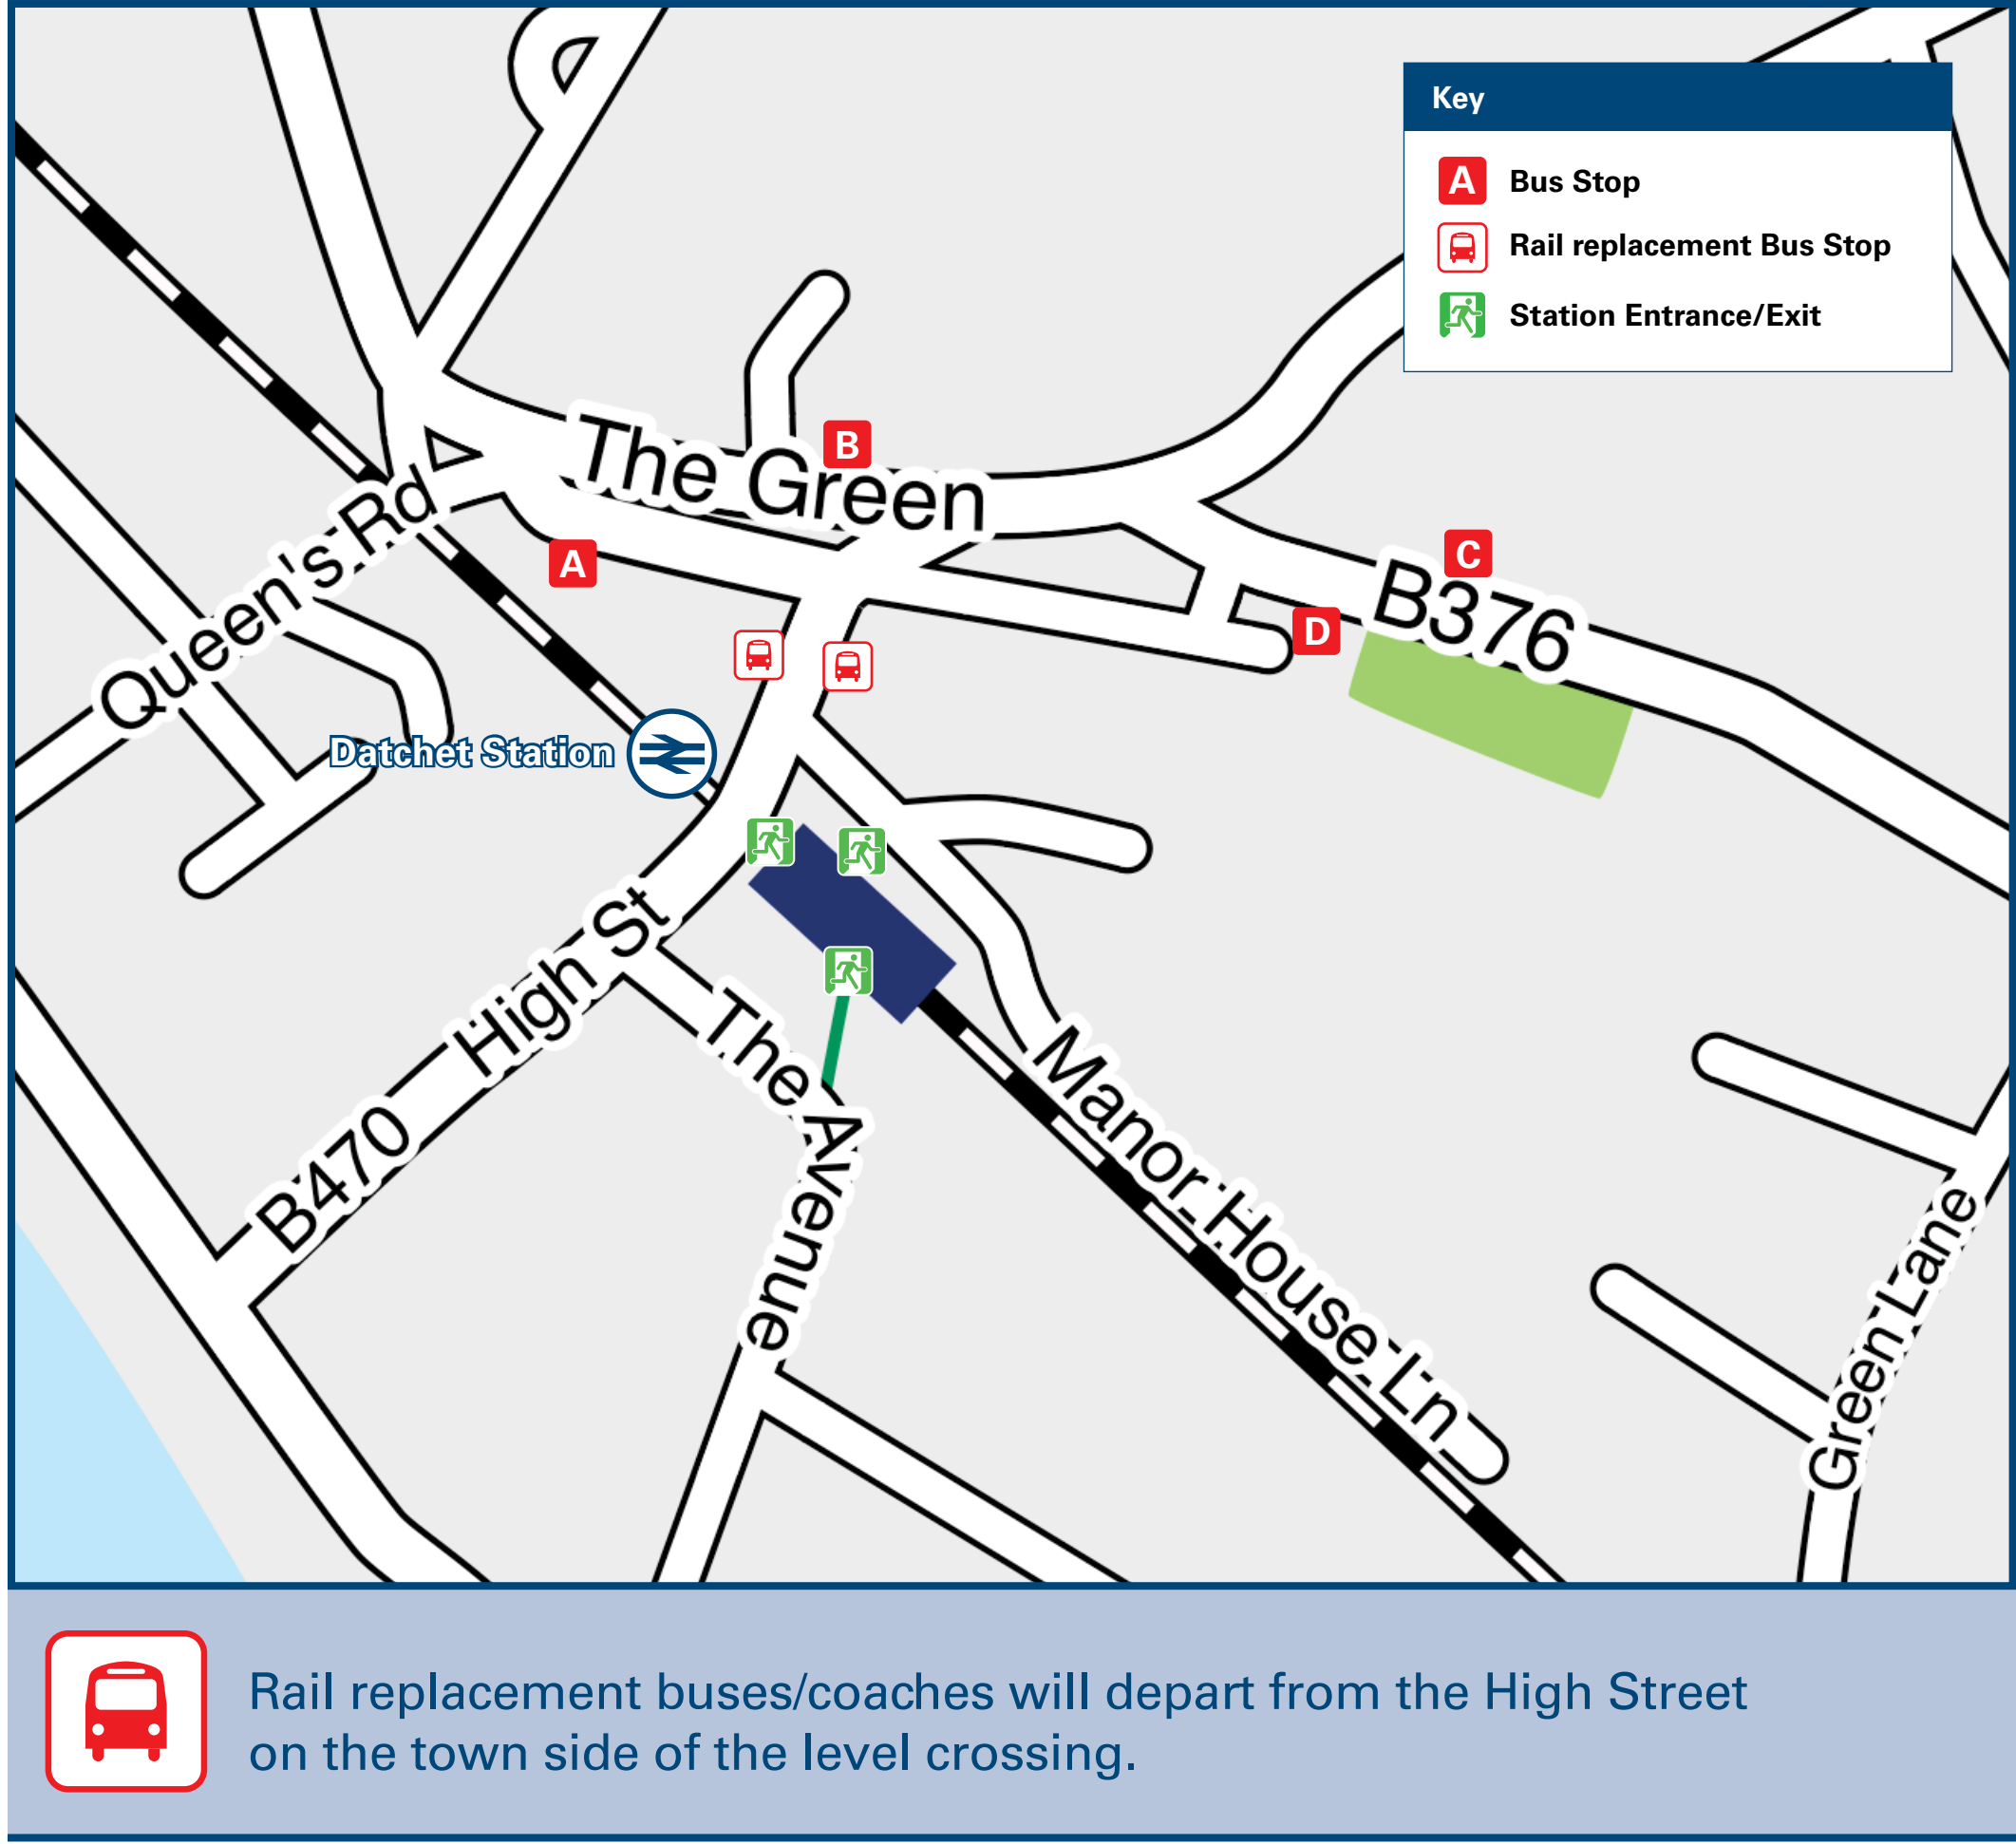 Key
A Bus Stop
Rail replacement Bus Stop
Station Entrance/Exit
The Green
B
A
C
B376
D
Queen's Rd
Datchet Station
High St
B470
The Avenue
Manor House Ln
Green Lane
Rail replacement buses/coaches will depart from the High Street
on the town side of the level crossing.